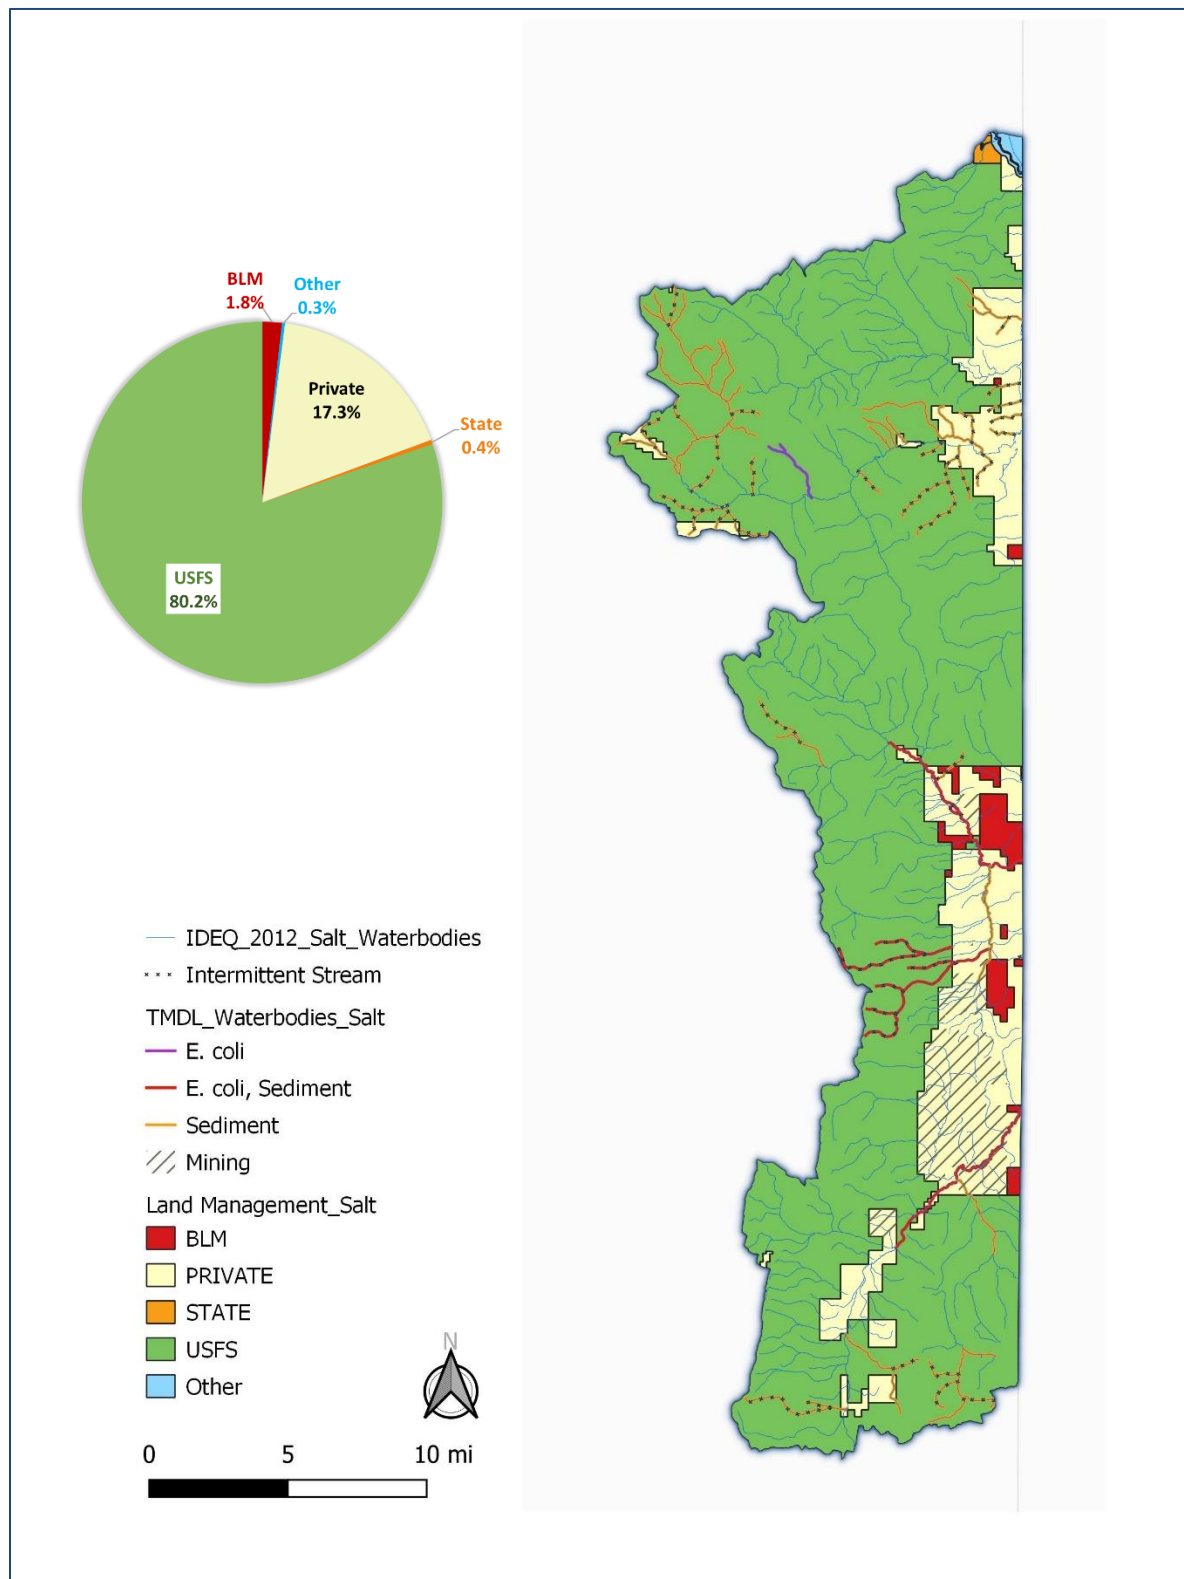 BLM
1.8%
Other
0.3%
Private
17.3%
State
0.4%
USFS
80.2%
IDEQ_2012_Salt_Waterbodies
Intermittent Stream
TMDL_Waterbodies_Salt
E. coli
E. coli, Sediment
Sediment
Mining
Land Management_Salt
BLM
PRIVATE
STATE
USFS
Other
N
0 5 10 mi